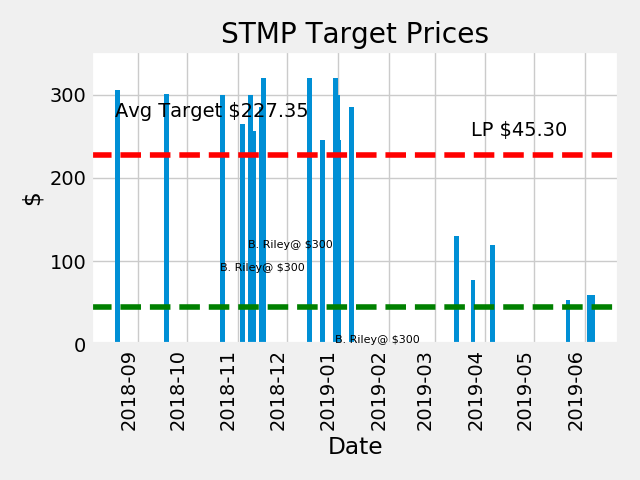 STMP Target Prices
300
200
100
0
$
Avg Target $227.35
LP $45.30
B. Riley@ $300
B. Riley@ $300
B. Riley@ $300
2018-09
2018-10
2018-11
2018-12
2019-01
2019-02
2019-03
2019-04
2019-05
2019-06
Date